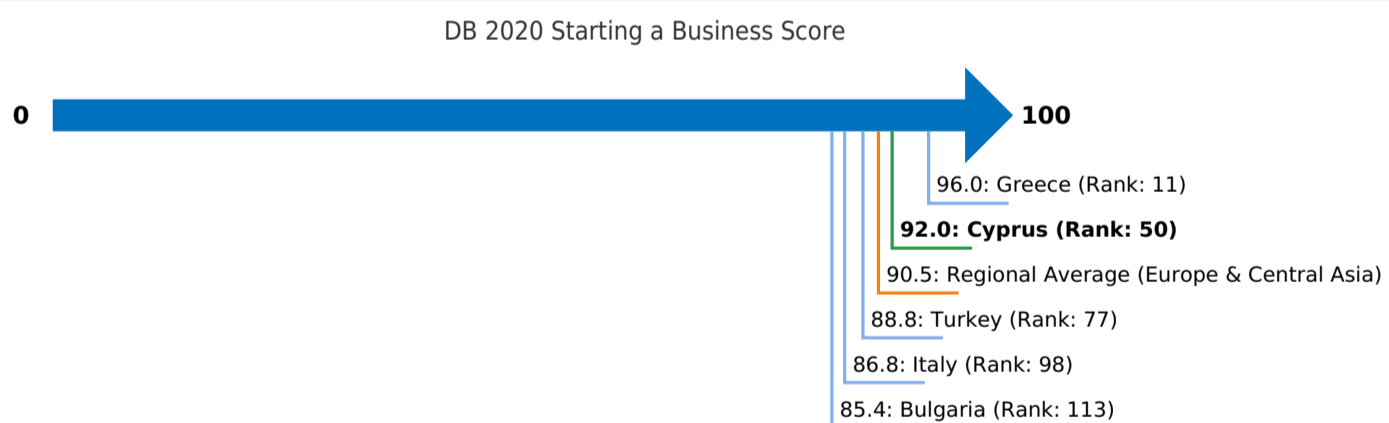 DB 2020 Starting a Business Score
0
100
96.0: Greece (Rank: 11)
92.0: Cyprus (Rank: 50)
90.5: Regional Average (Europe & Central Asia)
88.8: Turkey (Rank: 77)
86.8: Italy (Rank: 98)
85.4: Bulgaria (Rank: 113)